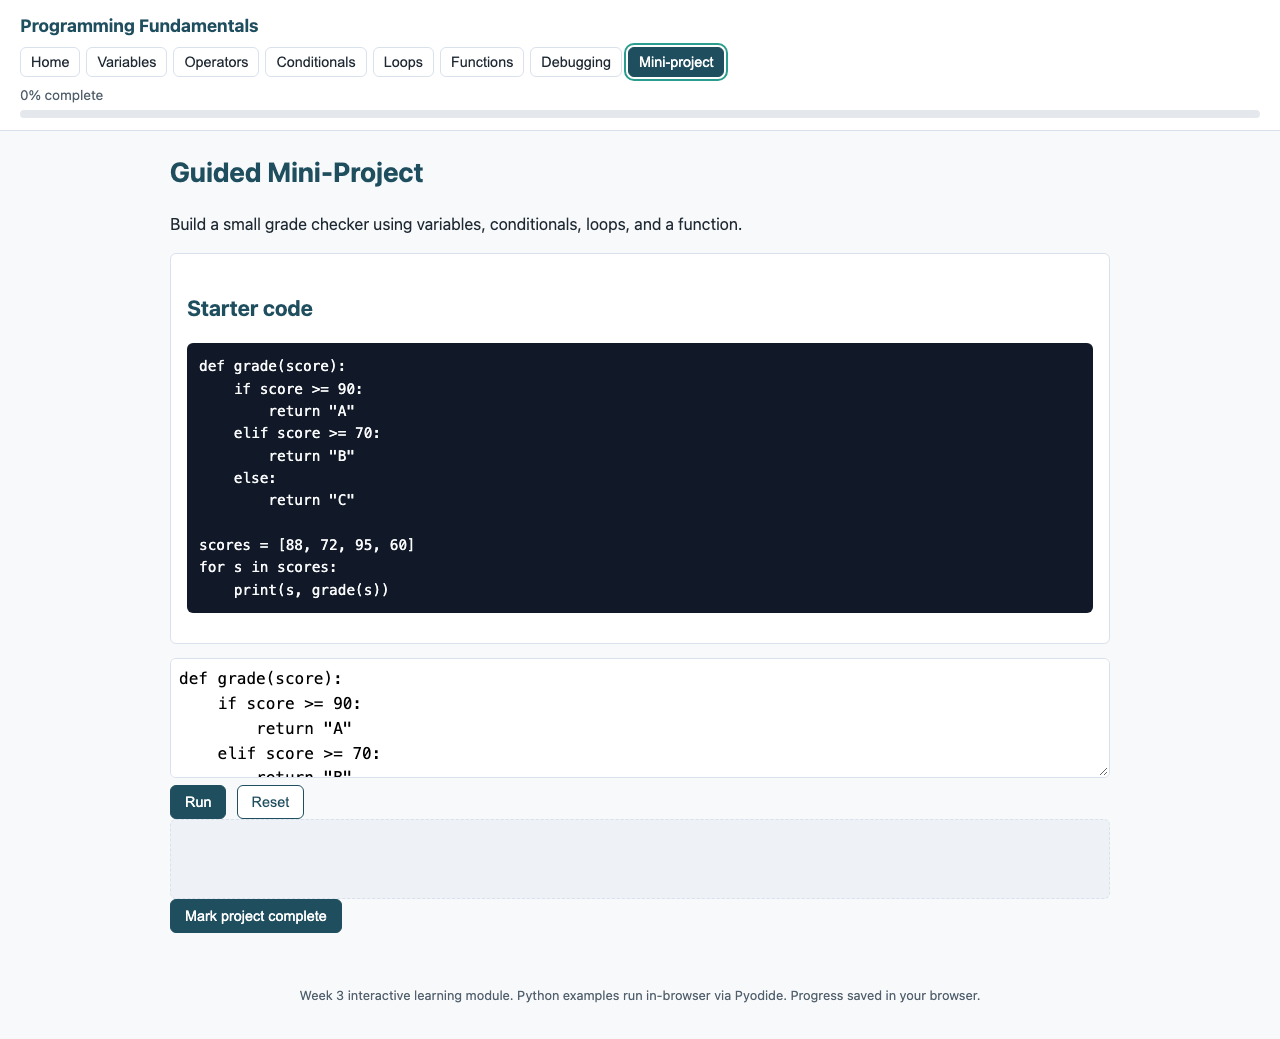 Programming Fundamentals
Home Variables Operators Conditionals Loops Functions Debugging Mini-project
0% complete
Guided Mini-Project
Build a small grade checker using variables, conditionals, loops, and a function.
Starter code
def grade(score):
    if score >= 90:
        return "A"
    elif score >= 70:
        return "B"
    else:
        return "C"

scores = [88, 72, 95, 60]
for s in scores:
    print(s, grade(s))
def grade(score):
    if score >= 90:
        return "A"
    elif score >= 70:
        return "B"
Run Reset
Mark project complete
Week 3 interactive learning module. Python examples run in-browser via Pyodide. Progress saved in your browser.